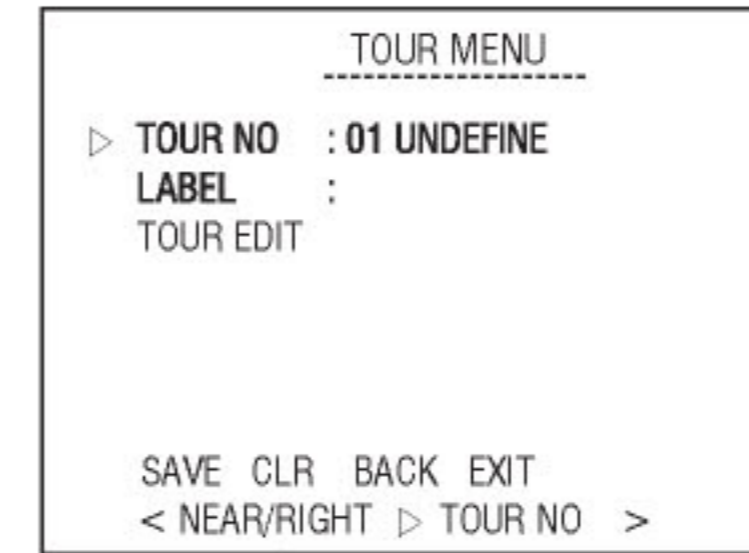 TOUR MENU
▷ TOUR NO : 01 UNDEFINE
LABEL :
TOUR EDIT
SAVE CLR BACK EXIT
< NEAR/RIGHT ▷ TOUR NO >